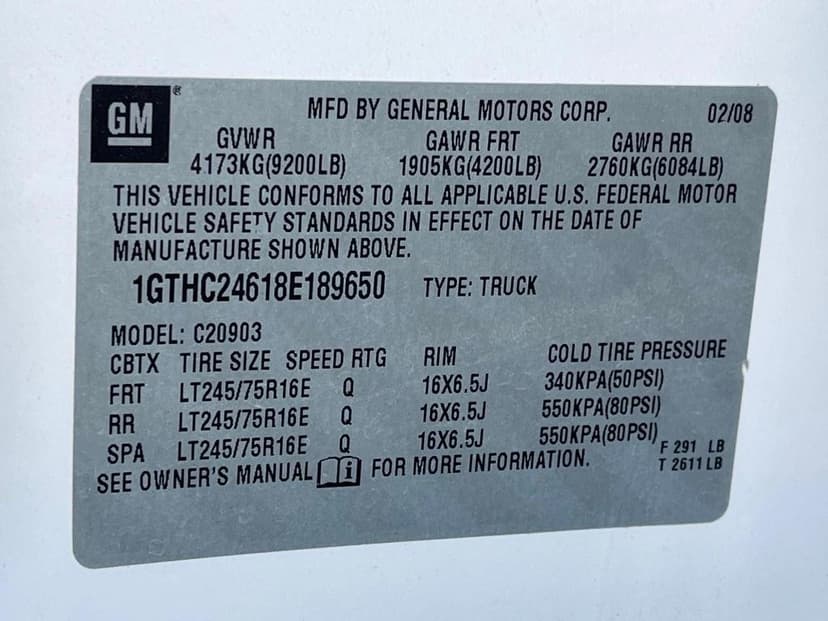 GM ® MFD BY GENERAL MOTORS CORP. 02/08
GVWR GAWR FRT GAWR RR
4173KG(9200LB) 1905KG(4200LB) 2760KG(6084LB)
THIS VEHICLE CONFORMS TO ALL APPLICABLE U.S. FEDERAL MOTOR
VEHICLE SAFETY STANDARDS IN EFFECT ON THE DATE OF
MANUFACTURE SHOWN ABOVE.
1GTHC24618E189650 TYPE: TRUCK
MODEL: C20903
CBTX TIRE SIZE SPEED RTG RIM COLD TIRE PRESSURE
FRT LT245/75R16E Q 16X6.5J 340KPA(50PSI)
RR LT245/75R16E Q 16X6.5J 550KPA(80PSI)
SPA LT245/75R16E Q 16X6.5J 550KPA(80PSI)
SEE OWNER'S MANUAL i FOR MORE INFORMATION.
F 291 LB
T 2611 LB